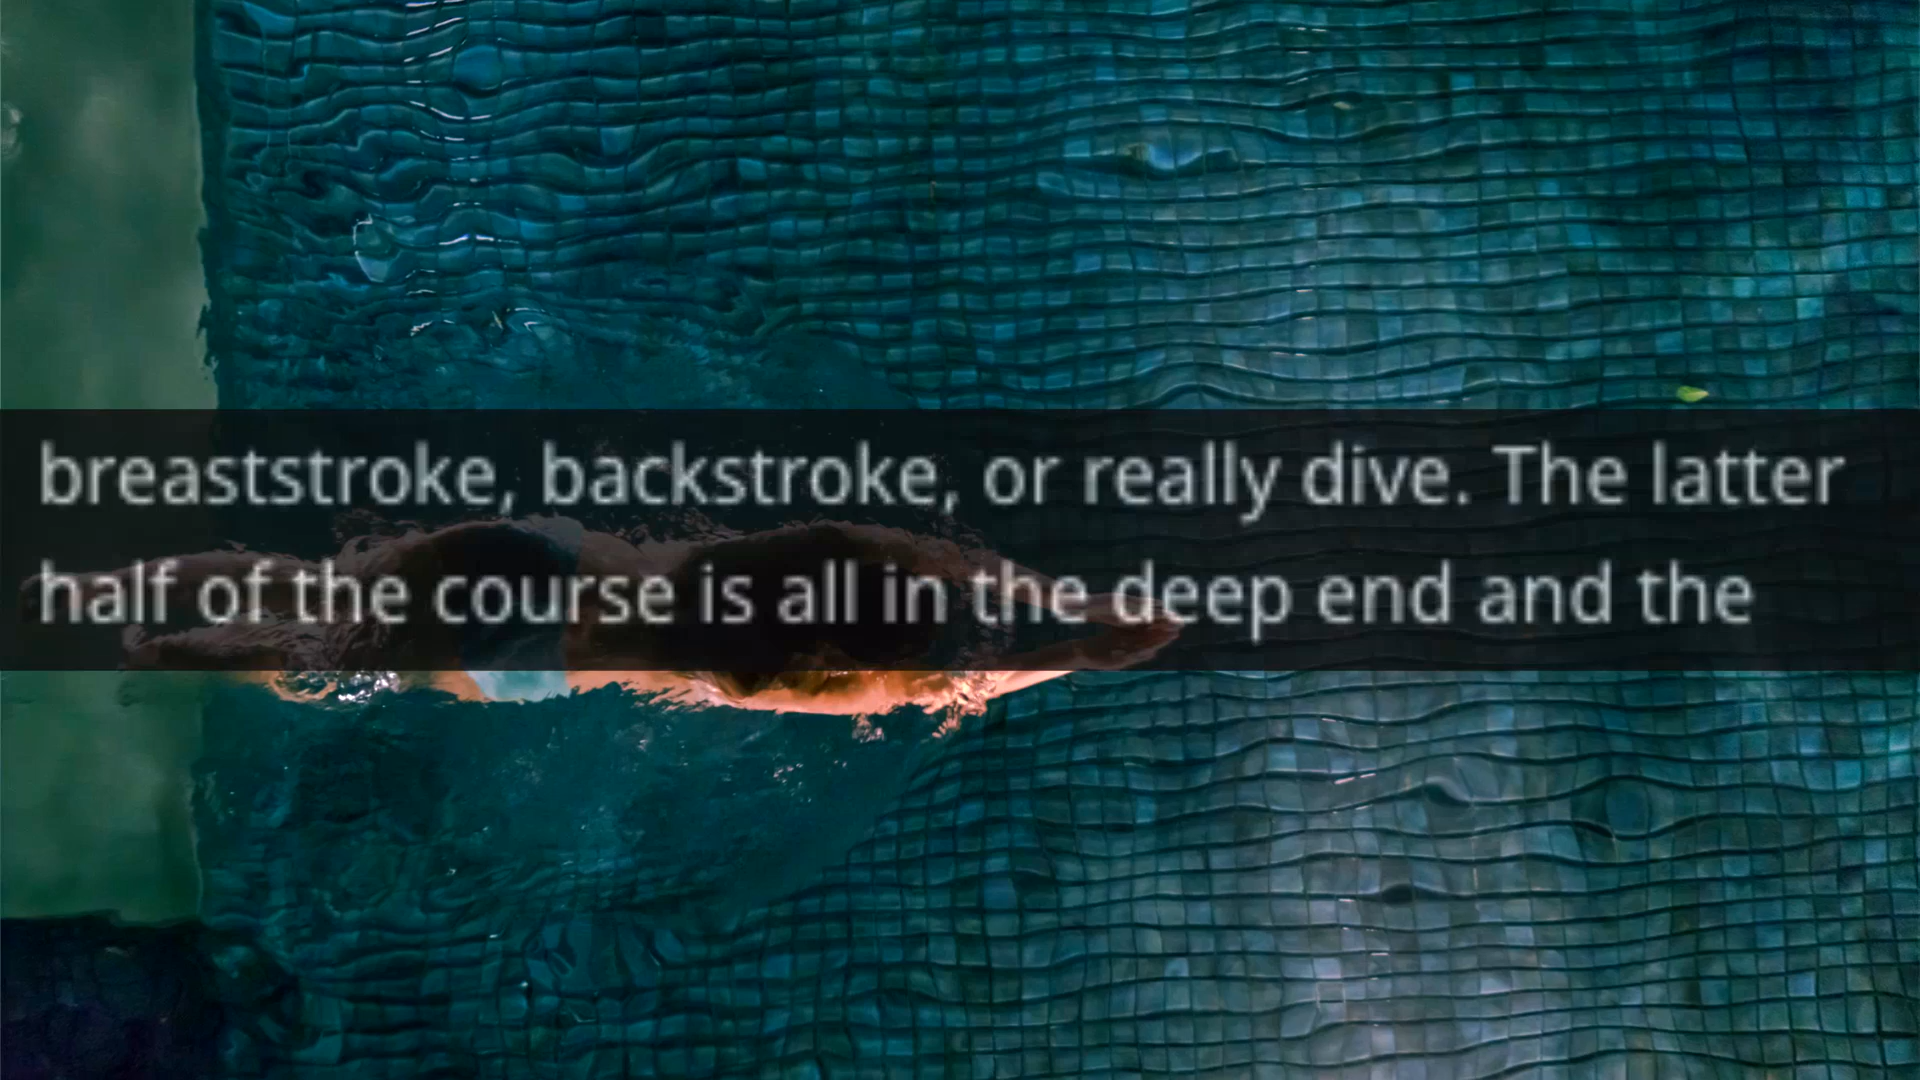 breaststroke, backstroke, or really dive. The latter
half of the course is all in the deep end and the